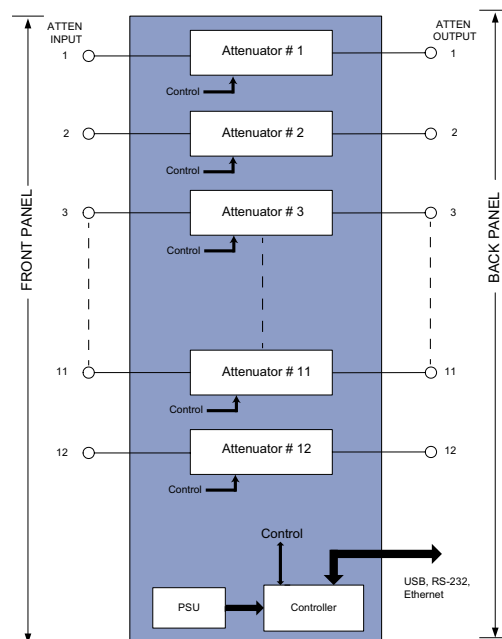 ATTEN
INPUT
ATTEN
OUTPUT
1
Attenuator # 1
1
Control
2
Attenuator # 2
2
Control
3
Attenuator # 3
3
Control
FRONT PANEL
BACK PANEL
11
Attenuator # 11
11
Control
12
Attenuator # 12
12
Control
Control
USB, RS-232,
Ethernet
PSU
Controller